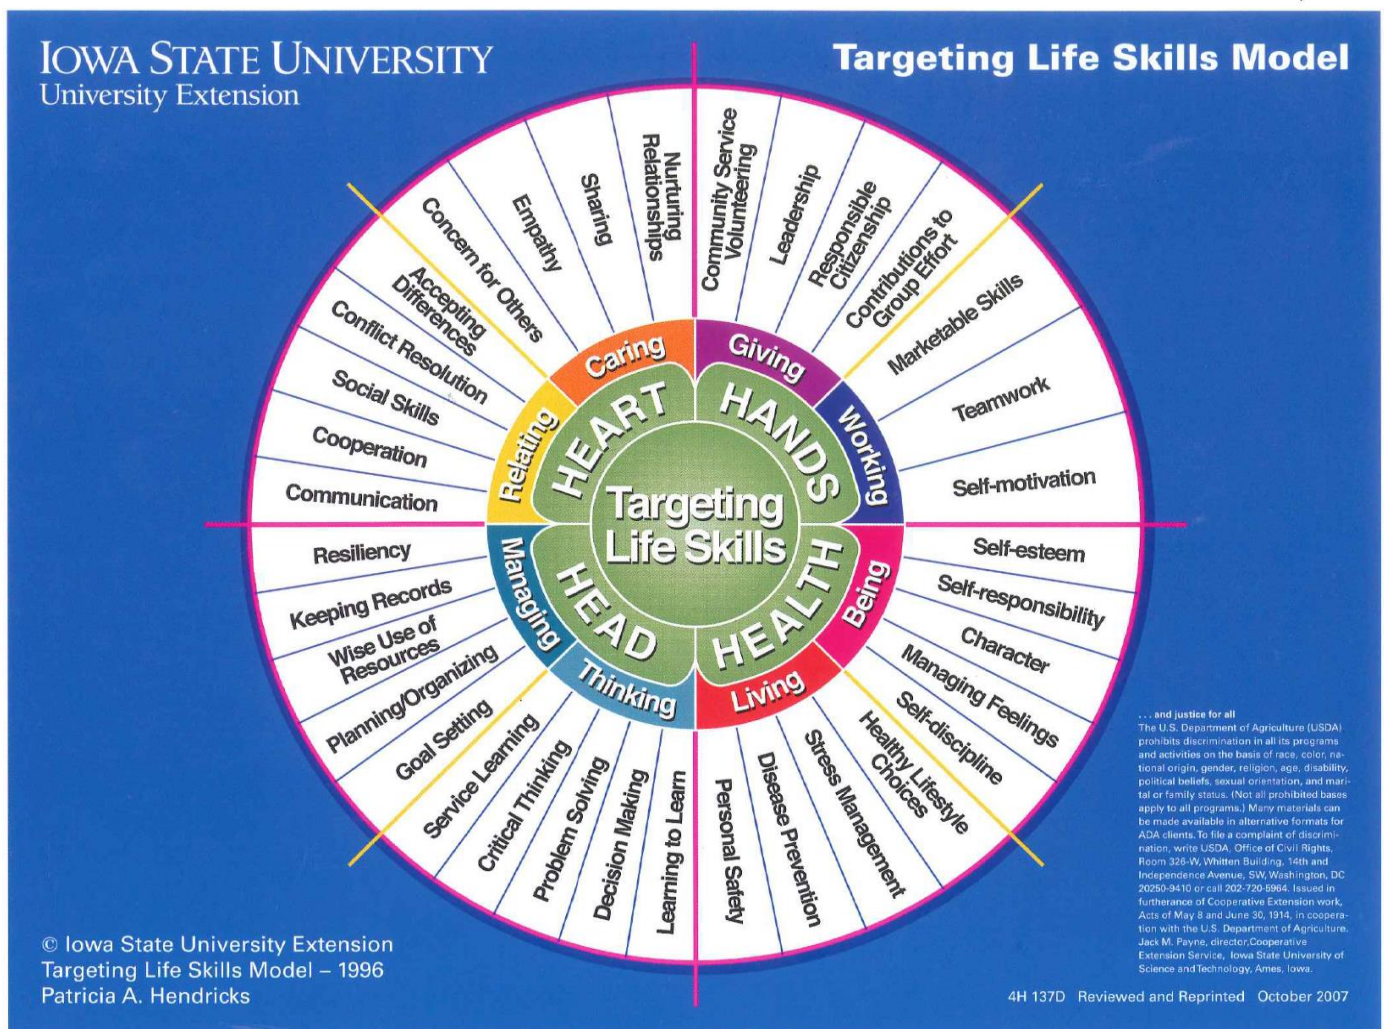 IOWA STATE UNIVERSITY
University Extension
Targeting Life Skills Model
Nurturing
Relationships
Sharing
Empathy
Concern for Others
Accepting
Differences
Conflict Resolution
Social Skills
Cooperation
Communication
Community Service
Volunteering
Leadership
Responsible
Citizenship
Contributions to
Group Effort
Marketable Skills
Teamwork
Self-motivation
Caring
Giving
Relating
Working
HEART
HANDS
Targeting
Life Skills
HEAD
HEALTH
Managing
Being
Thinking
Living
Resiliency
Keeping Records
Wise Use of
Resources
Planning/Organizing
Goal Setting
Service Learning
Critical Thinking
Problem Solving
Decision Making
Learning to Learn
Self-esteem
Self-responsibility
Character
Managing Feelings
Self-discipline
Healthy Lifestyle
Choices
Stress Management
Disease Prevention
Personal Safety
. . . and justice for all
The U.S. Department of Agriculture (USDA)
prohibits discrimination in all its programs
and activities on the basis of race, color, na-
tional origin, gender, religion, age, disability,
political beliefs, sexual orientation, and mari-
tal or family status. (Not all prohibited bases
apply to all programs.) Many materials can
be made available in alternative formats for
ADA clients. To file a complaint of discrimi-
nation, write USDA, Office of Civil Rights,
Room 326-W, Whitten Building, 14th and
Independence Avenue, SW, Washington, DC
20250-9410 or call 202-720-5964. Issued in
furtherance of Cooperative Extension work,
Acts of May 8 and June 30, 1914, in coopera-
tion with the U.S. Department of Agriculture.
Jack M. Payne, director,Cooperative
Extension Service, Iowa State University of
Science and Technology, Ames, Iowa.
© Iowa State University Extension
Targeting Life Skills Model – 1996
Patricia A. Hendricks
4H 137D Reviewed and Reprinted October 2007